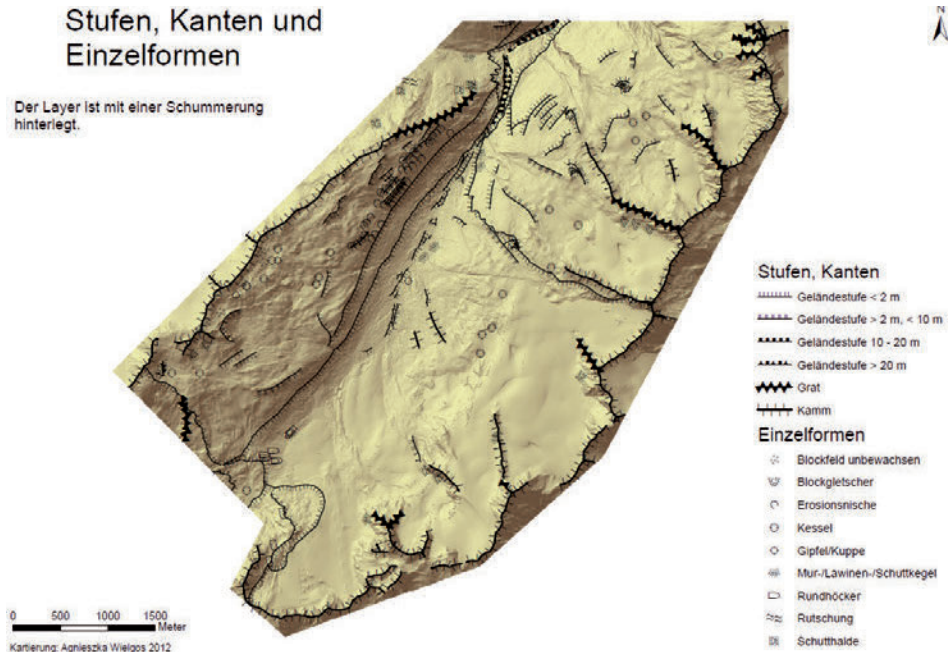 Stufen, Kanten und
Einzelformen
N
Der Layer ist mit einer Schummerung
hinterlegt.
Stufen, Kanten
Geländestufe < 2 m
Geländestufe > 2 m, < 10 m
Geländestufe 10 - 20 m
Geländestufe > 20 m
Grat
Kamm
Einzelformen
Blockfeld unbewachsen
Blockgletscher
Erosionsnische
Kessel
Gipfel/Kuppe
Mur-/Lawinen-/Schuttkegel
Rundhöcker
Rutschung
Schutthalde
0 500 1000 1500
Meter
Kartierung: Agnieszka Wielgos 2012